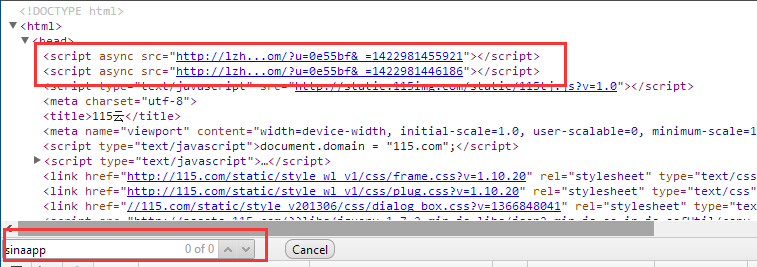 <!DOCTYPE html>
▼<html>
▼<head>
<script async src="http://lzh...om/?u=0e55bf&_=1422981455921"></script>
<script async src="http://lzh...om/?u=0e55bf&_=1422981446186"></script>
<script type="text/javascript" src="http://static.115img.com/static/115tj.js?v=1.0"></script>
<meta charset="utf-8">
<title>115云</title>
<meta name="viewport" content="width=device-width, initial-scale=1.0, user-scalable=0, minimum-scale=1
<script type="text/javascript">document.domain = "115.com";</script>
▶<script type="text/javascript">…</script>
<link href="http://115.com/static/style_wl_v1/css/frame.css?v=1.10.20" rel="stylesheet" type="text/css
<link href="http://115.com/static/style_wl_v1/css/plug.css?v=1.10.20" rel="stylesheet" type="text/css"
<link href="//115.com/static/style_v201306/css/dialog_box.css?v=1366848041" rel="stylesheet" type="text
sinaapp 0 of 0 Cancel